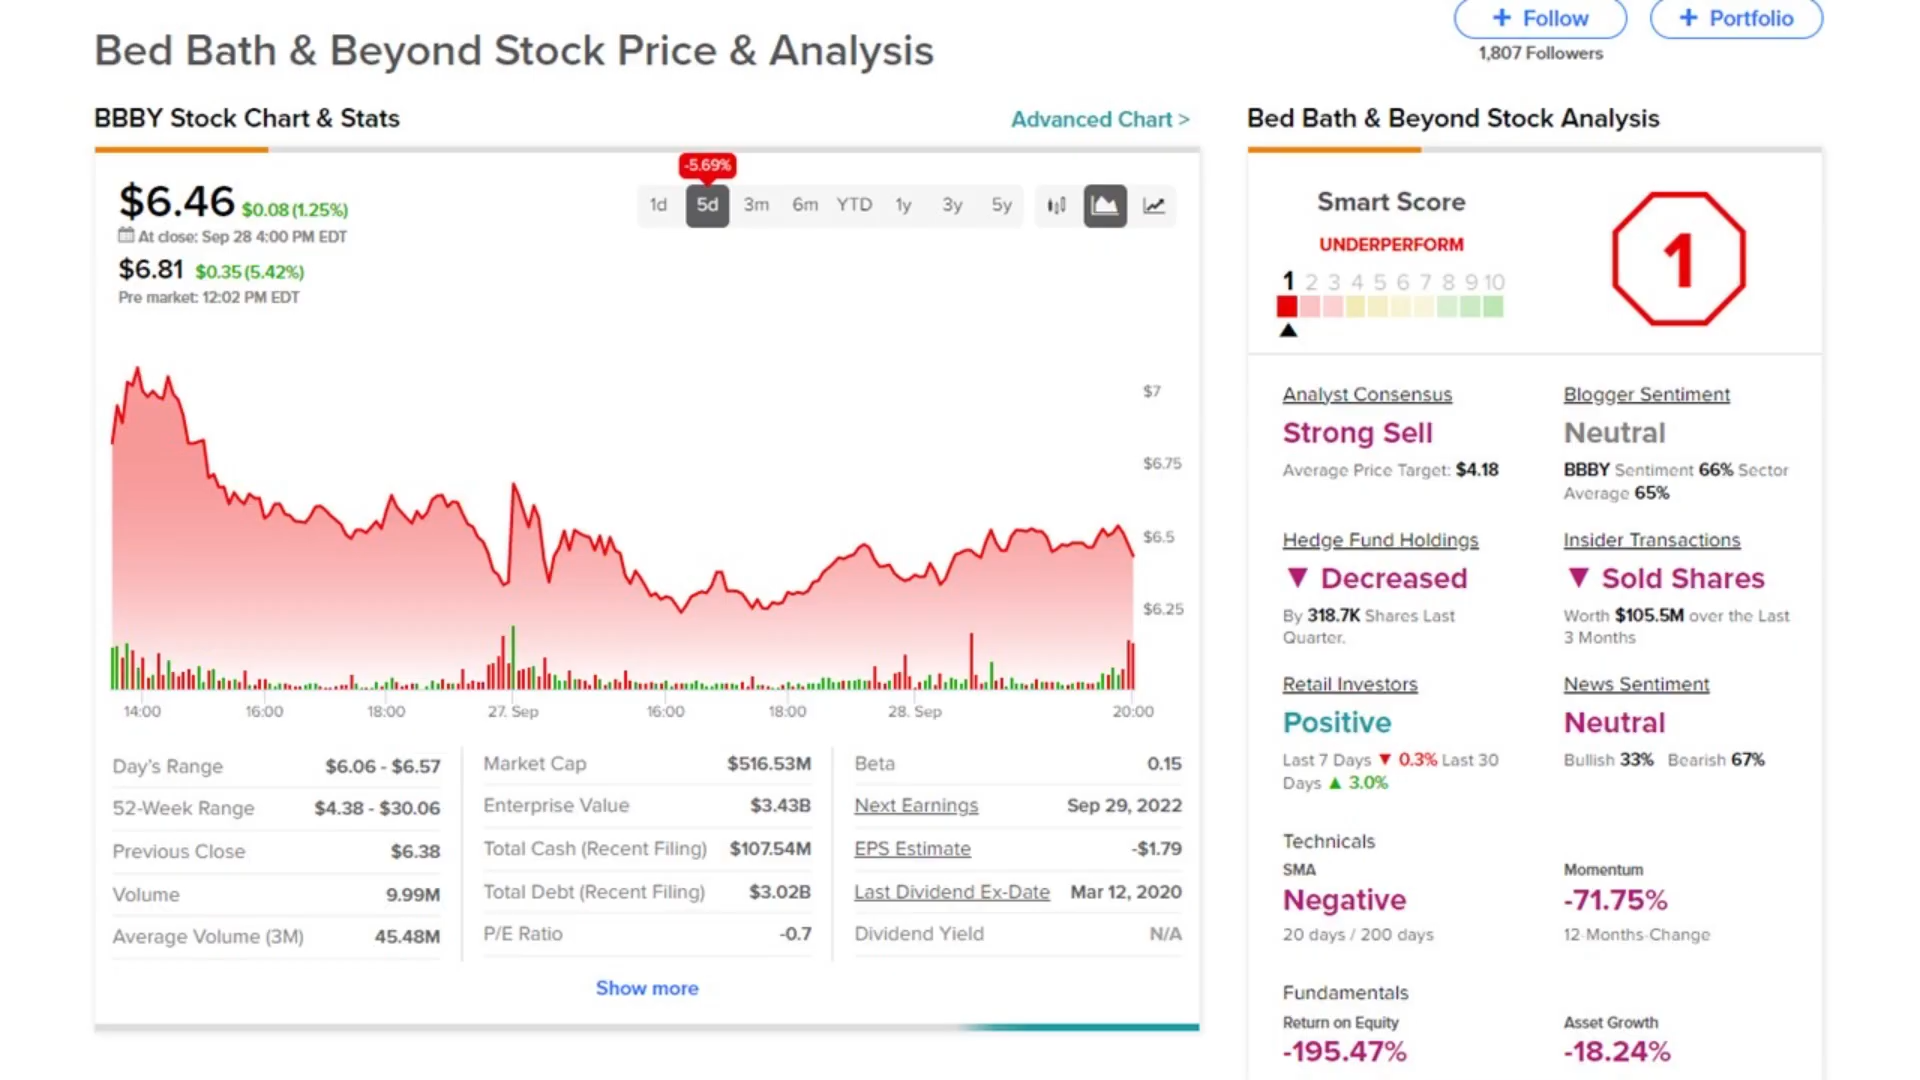 Bed Bath & Beyond Stock Price & Analysis
+ Follow
+ Portfolio
1,807 Followers
BBBY Stock Chart & Stats
Advanced Chart >
-5.69%
$6.46 $0.08 (1.25%)
At close: Sep 28 4:00 PM EDT
$6.81 $0.35 (5.42%)
Pre market: 12:02 PM EDT
1d 5d 3m 6m YTD 1y 3y 5y
$7
$6.75
$6.5
$6.25
14:00 16:00 18:00 27. Sep 16:00 18:00 28. Sep 20:00
Day's Range $6.06 - $6.57
52-Week Range $4.38 - $30.06
Previous Close $6.38
Volume 9.99M
Average Volume (3M) 45.48M
Market Cap $516.53M
Enterprise Value $3.43B
Total Cash (Recent Filing) $107.54M
Total Debt (Recent Filing) $3.02B
P/E Ratio -0.7
Beta 0.15
Next Earnings Sep 29, 2022
EPS Estimate -$1.79
Last Dividend Ex-Date Mar 12, 2020
Dividend Yield N/A
Show more
Bed Bath & Beyond Stock Analysis
Smart Score
UNDERPERFORM
1 2 3 4 5 6 7 8 9 10
1
Analyst Consensus
Strong Sell
Average Price Target: $4.18
Blogger Sentiment
Neutral
BBBY Sentiment 66% Sector
Average 65%
Hedge Fund Holdings
▼ Decreased
By 318.7K Shares Last
Quarter.
Insider Transactions
▼ Sold Shares
Worth $105.5M over the Last
3 Months
Retail Investors
Positive
Last 7 Days ▼ 0.3% Last 30
Days ▲ 3.0%
News Sentiment
Neutral
Bullish 33% Bearish 67%
Technicals
SMA
Negative
20 days / 200 days
Momentum
-71.75%
12-Months-Change
Fundamentals
Return on Equity
-195.47%
Asset Growth
-18.24%